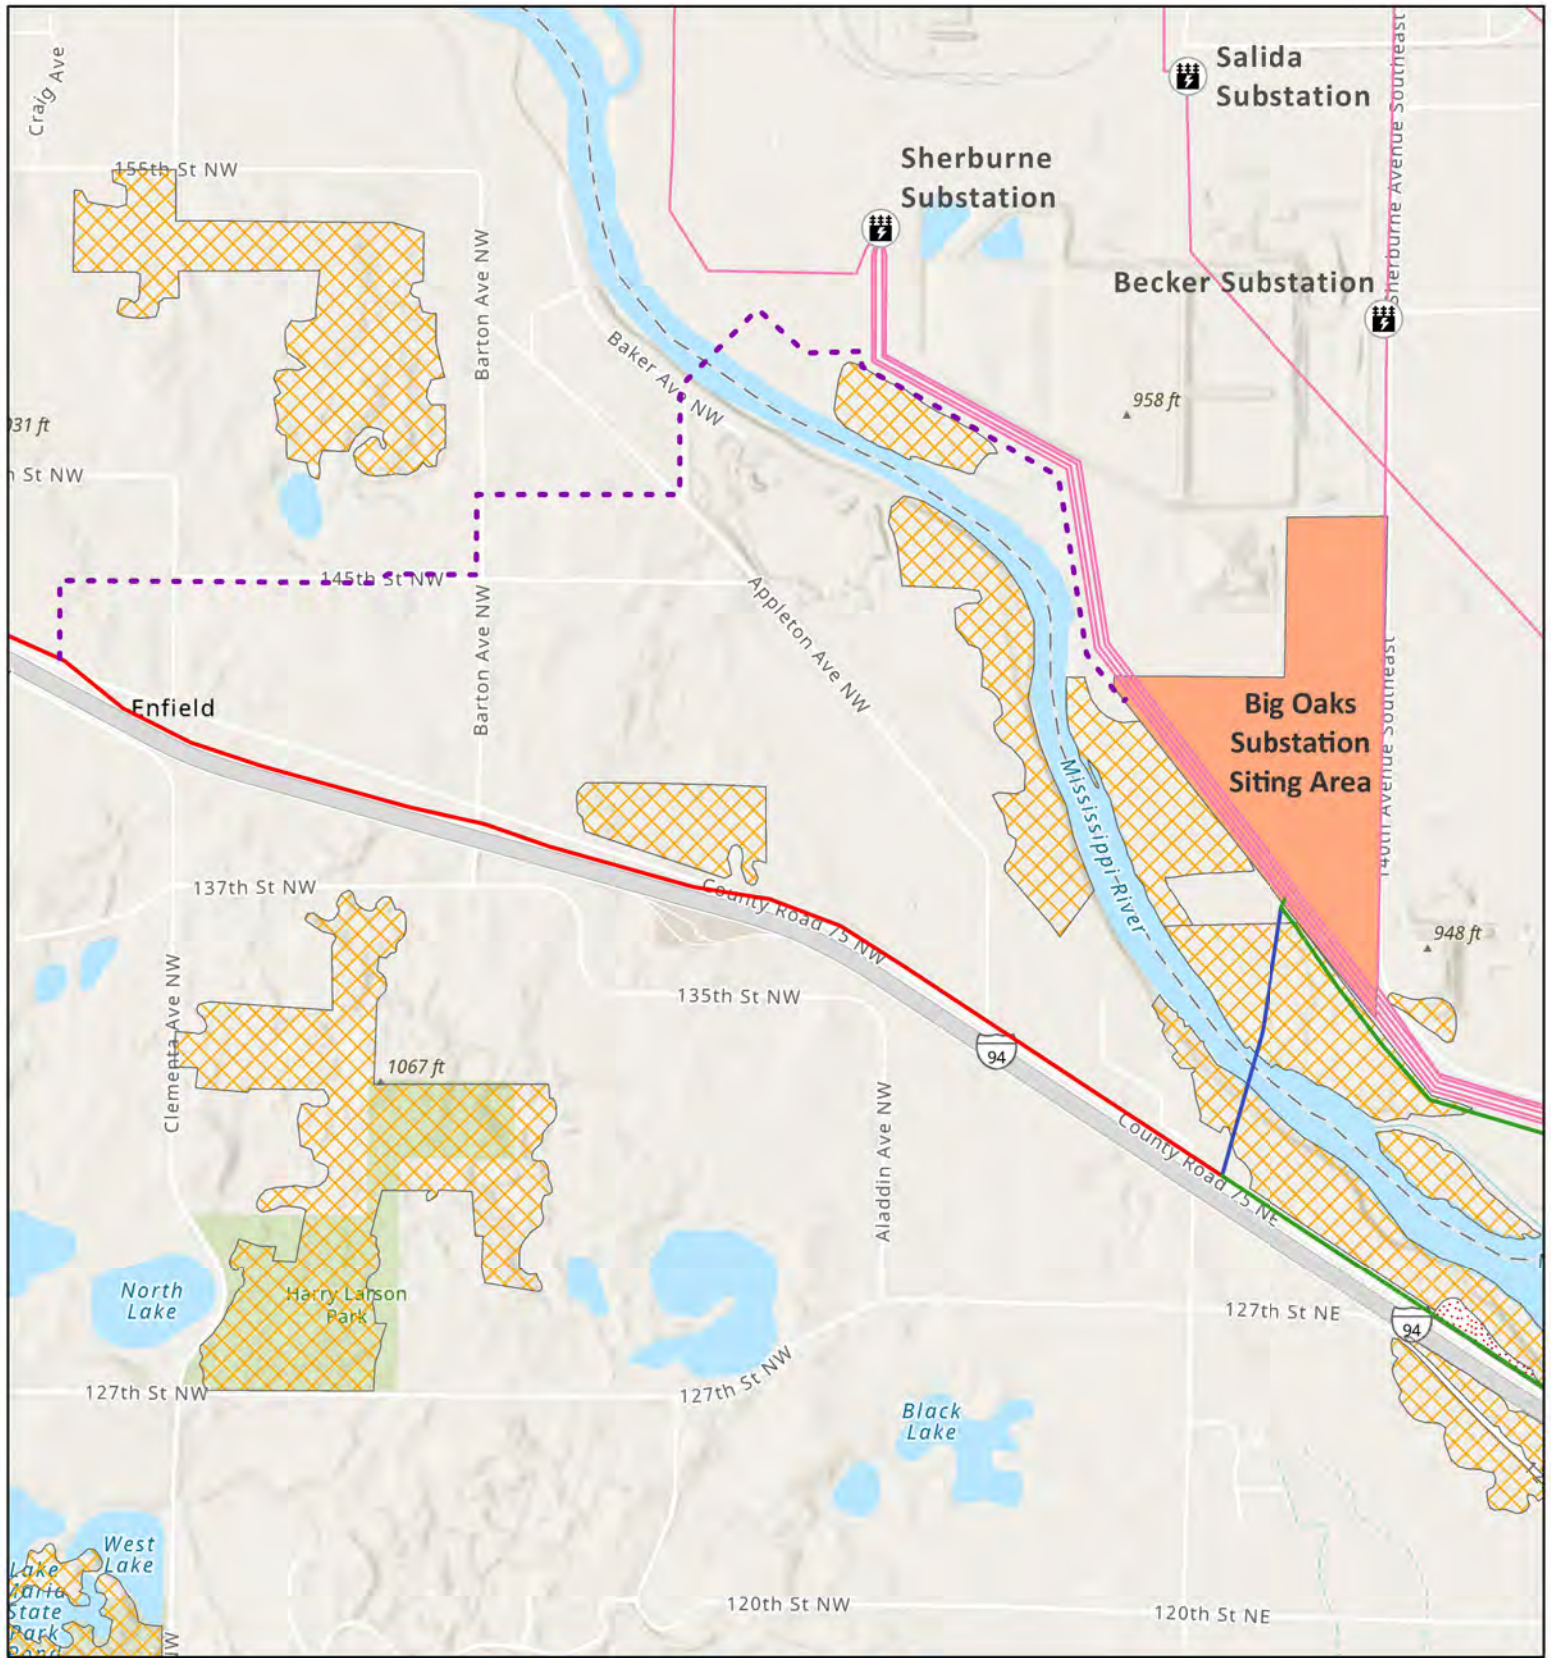 Craig Ave
Salida
Substation
Sherburne
Substation
155th St NW
Barton Ave NW
Becker Substation
Sherburne Avenue Southeast
Baker Ave NW
958 ft
31 ft
St NW
145th St NW
Appleton Ave NW
Barton Ave NW
Enfield
Big Oaks
Substation
Siting Area
140th Avenue Southeast
Mississippi River
137th St NW
County Road 75 NW
948 ft
Clementa Ave NW
135th St NW
94
1067 ft
Aladdin Ave NW
County Road 75 NE
North
Lake
Harry Larson
Park
127th St NE
94
127th St NW
127th St NW
Black
Lake
West
Lake
Lake
Maria
State
Park
Pond
120th St NW
120th St NE
NW